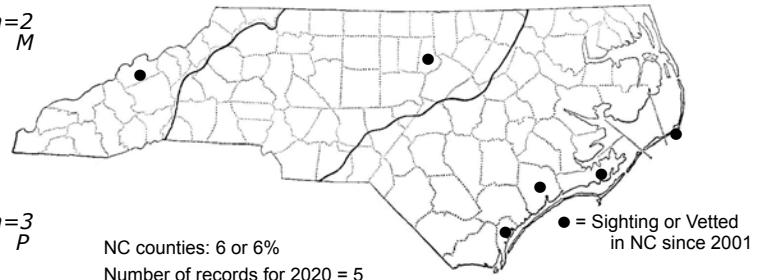 n=2
M
n=3
P
NC counties: 6 or 6%
Number of records for 2020 = 5
● = Sighting or Vetted
in NC since 2001